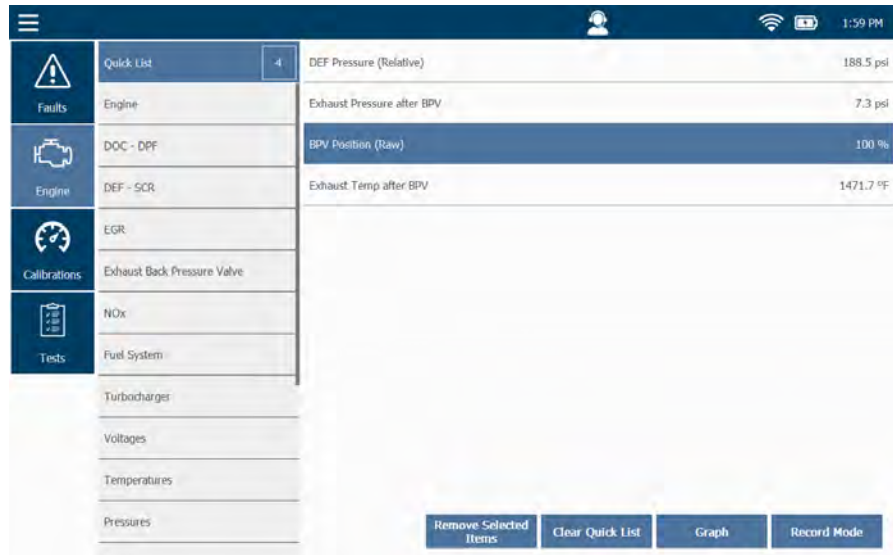 1:59 PM
Faults
Engine
Calibrations
Tests
Quick List 4
Engine
DOC - DPF
DEF - SCR
EGR
Exhaust Back Pressure Valve
NOx
Fuel System
Turbocharger
Voltages
Temperatures
Pressures
DEF Pressure (Relative) 188.5 psi
Exhaust Pressure after BPV 7.3 psi
BPV Position (Raw) 100 %
Exhaust Temp after BPV 1471.7 ºF
Remove Selected
Items
Clear Quick List
Graph
Record Mode